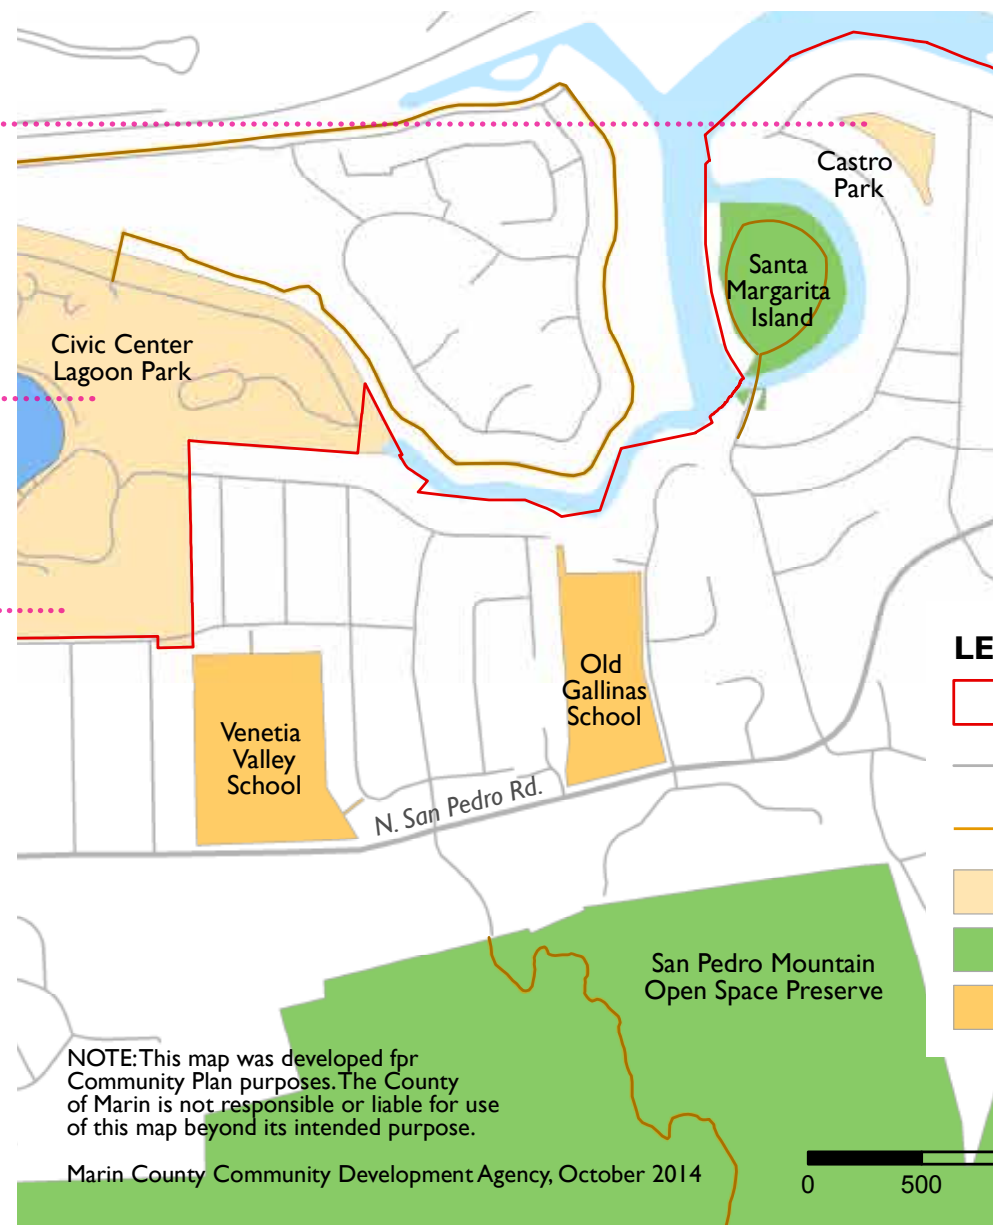 Castro
Park
Santa
Margarita
Island
Civic Center
Lagoon Park
LE
Old
Gallinas
School
Venetia
Valley
School
N. San Pedro Rd.
San Pedro Mountain
Open Space Preserve
NOTE: This map was developed fpr
Community Plan purposes. The County
of Marin is not responsible or liable for use
of this map beyond its intended purpose.
Marin County Community Development Agency, October 2014
0 500